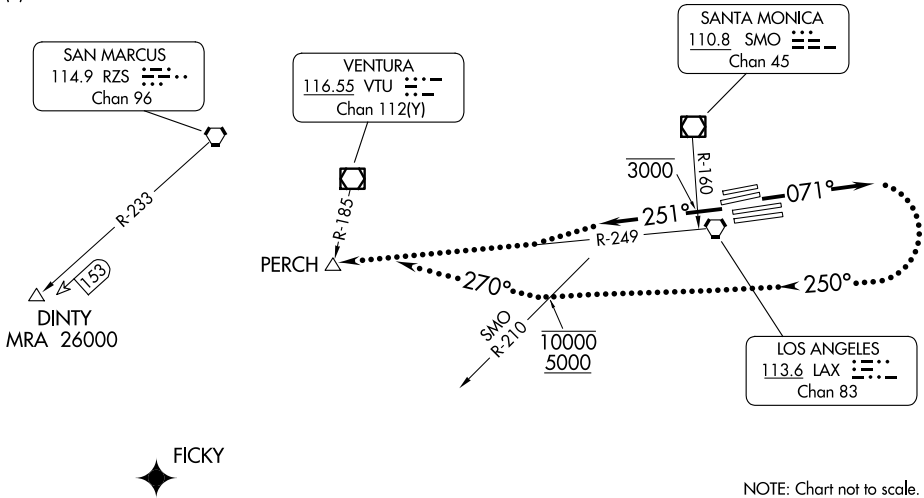 SAN MARCUS
114.9 RZS
Chan 96
VENTURA
116.55 VTU
Chan 112(Y)
SANTA MONICA
110.8 SMO
Chan 45
R-233
153
DINTY
MRA 26000
R-185
PERCH
3000
R-160
251°
071°
R-249
270°
250°
SMO
R-210
10000
5000
LOS ANGELES
113.6 LAX
Chan 83
FICKY
NOTE: Chart not to scale.